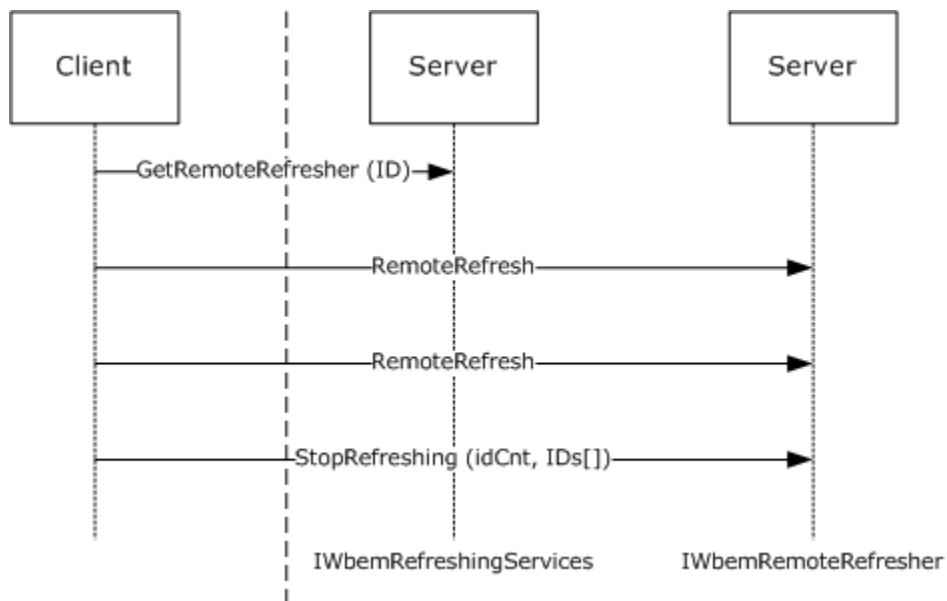 Client
Server
Server
GetRemoteRefresher (ID)
RemoteRefresh
RemoteRefresh
StopRefreshing (idCnt, IDs[])
IWbemRefreshingServices
IWbemRemoteRefresher